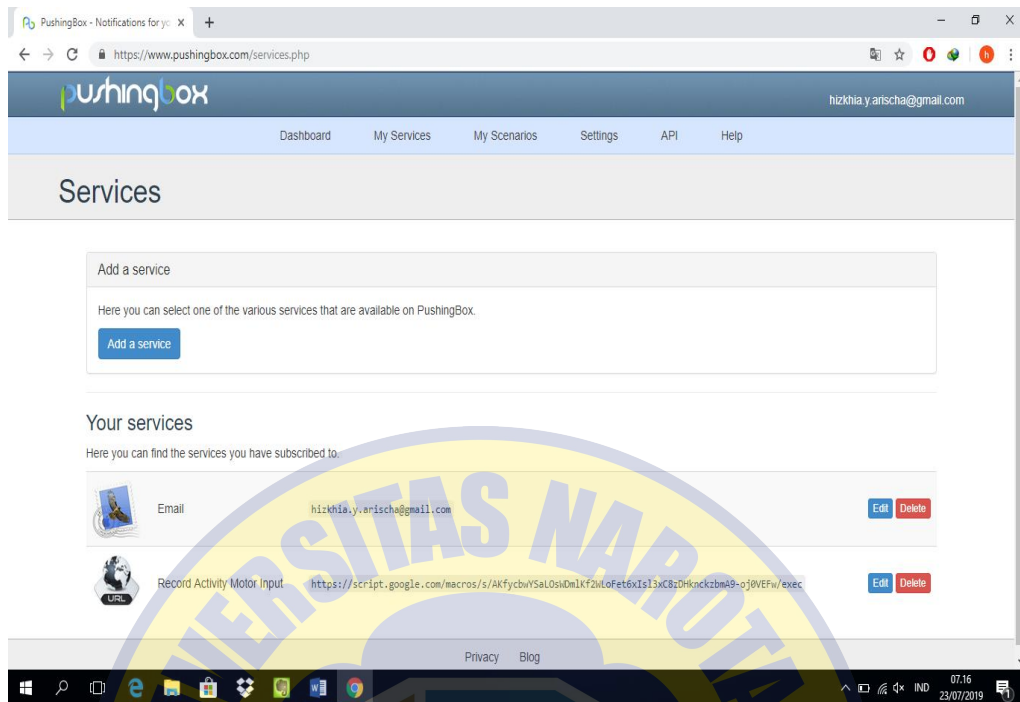 PushingBox - Notifications for yo
https://www.pushingbox.com/services.php
h
pushingbox
hizkhia.y.arischa@gmail.com
Dashboard My Services My Scenarios Settings API Help
Services
Add a service
Here you can select one of the various services that are available on PushingBox.
Add a service
Your services
Here you can find the services you have subscribed to.
Email hizkhia.y.arischa@gmail.com Edit Delete
Record Activity Motor Input https://script.google.com/macros/s/AKfycbwYSaLOsWDmlKf2WLoFet6xIsl3xC8zDHknckzbmA9-oj0VEFw/exec Edit Delete
URL
Privacy Blog
IND
07.16
23/07/2019